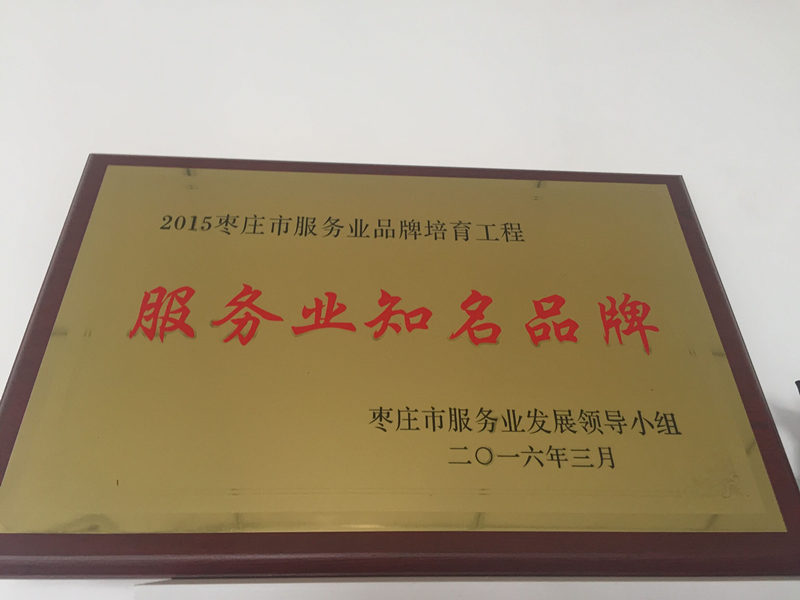 2015枣庄市服务业品牌培育工程
服务业知名品牌
枣庄市服务业发展领导小组
二〇一六年三月